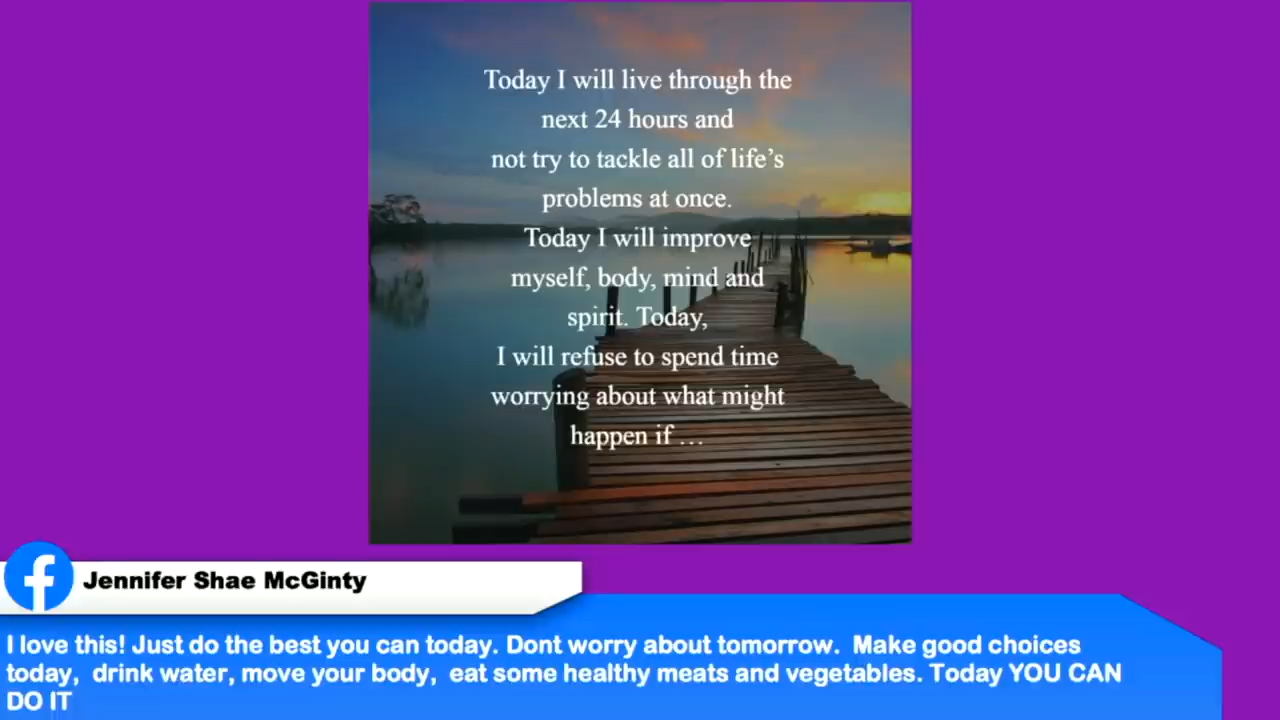 Today I will live through the
next 24 hours and
not try to tackle all of life’s
problems at once.
Today I will improve
myself, body, mind and
spirit. Today,
I will refuse to spend time
worrying about what might
happen if …
Jennifer Shae McGinty
I love this! Just do the best you can today. Dont worry about tomorrow.  Make good choices
today,  drink water, move your body,  eat some healthy meats and vegetables. Today YOU CAN
DO IT